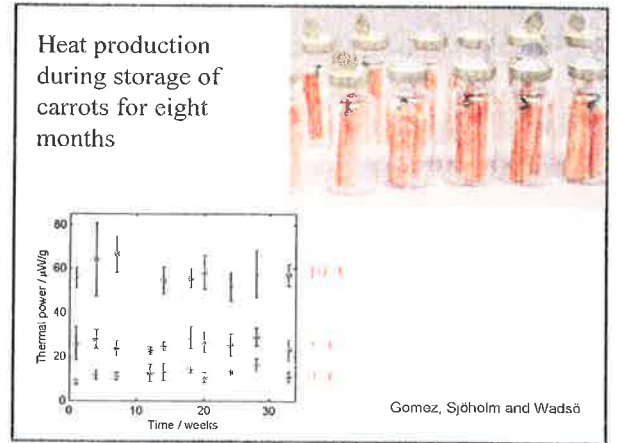 Heat production
during storage of
carrots for eight
months
80
60
40
20
0
Thermal power / µW/g
0 10 20 30
Time / weeks
Gomez, Sjöholm and Wadsö